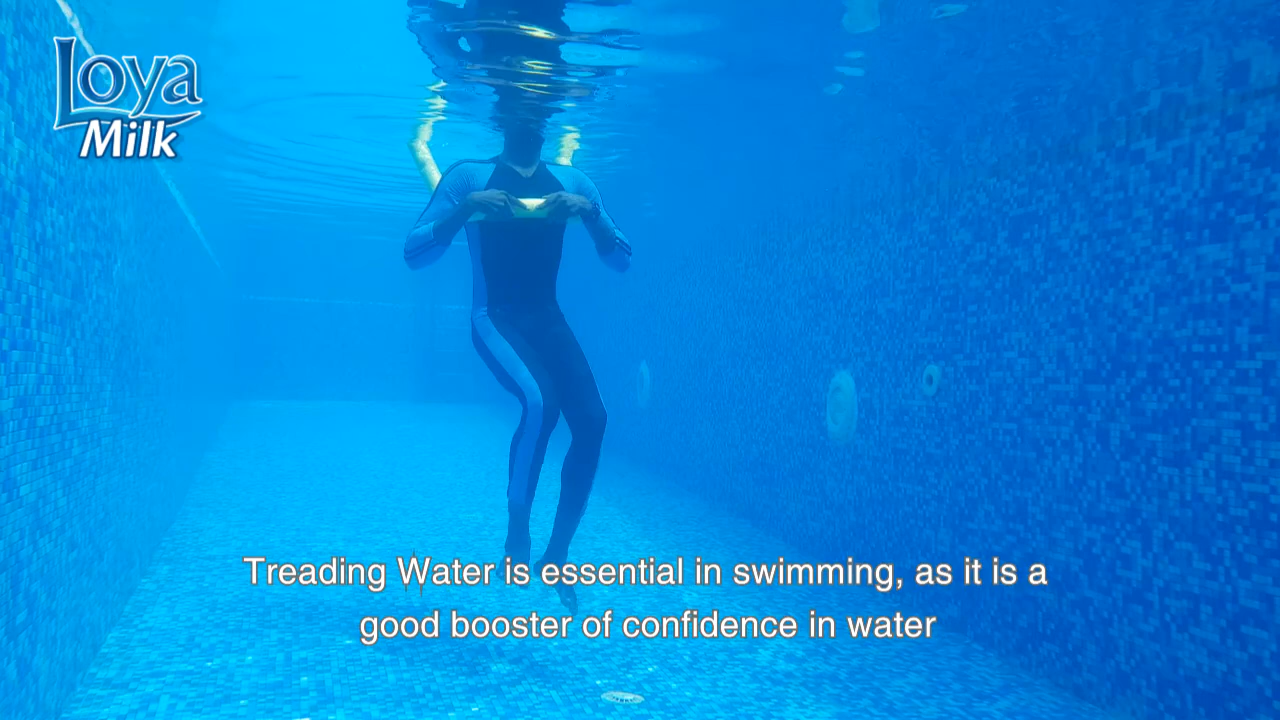 Loya
Milk
Treading Water is essential in swimming, as it is a
good booster of confidence in water